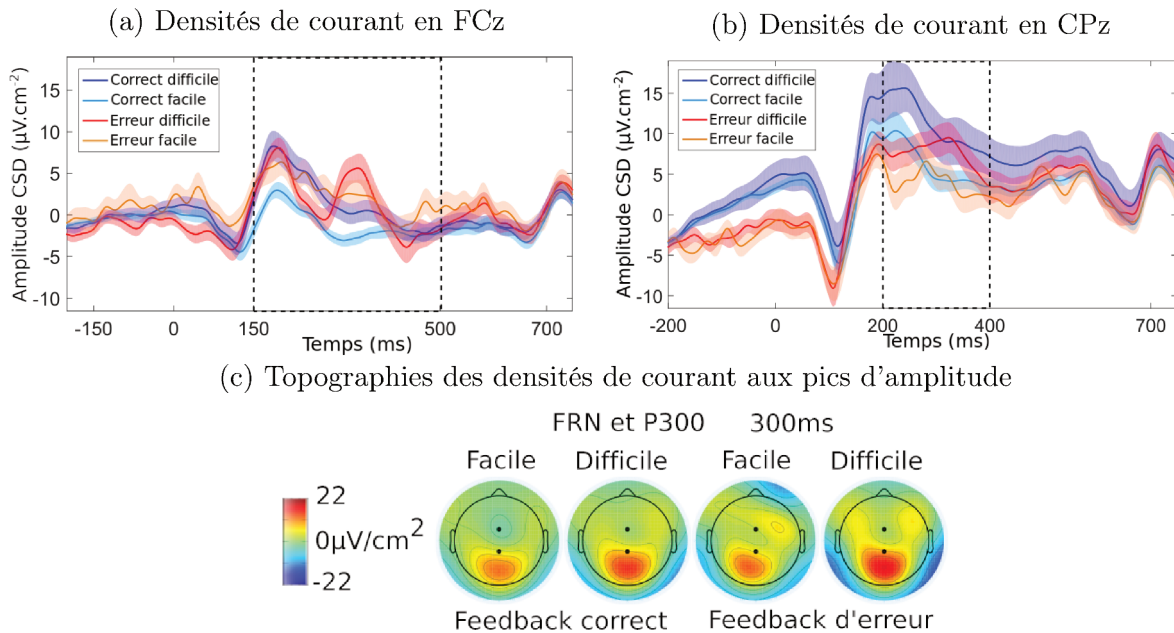 (a) Densités de courant en FCz
Amplitude CSD (µV.cm⁻²)
Correct difficile
Correct facile
Erreur difficile
Erreur facile
10
5
0
-5
-10
-150
0
150
500
700
Temps (ms)
(b) Densités de courant en CPz
Amplitude CSD (µV.cm⁻²)
Correct difficile
Correct facile
Erreur difficile
Erreur facile
15
10
5
0
-5
-10
-200
0
200
400
700
Temps (ms)
(c) Topographies des densités de courant aux pics d'amplitude
FRN et P300 300ms
Facile Difficile Facile Difficile
22
0µV/cm²
-22
Feedback correct Feedback d'erreur